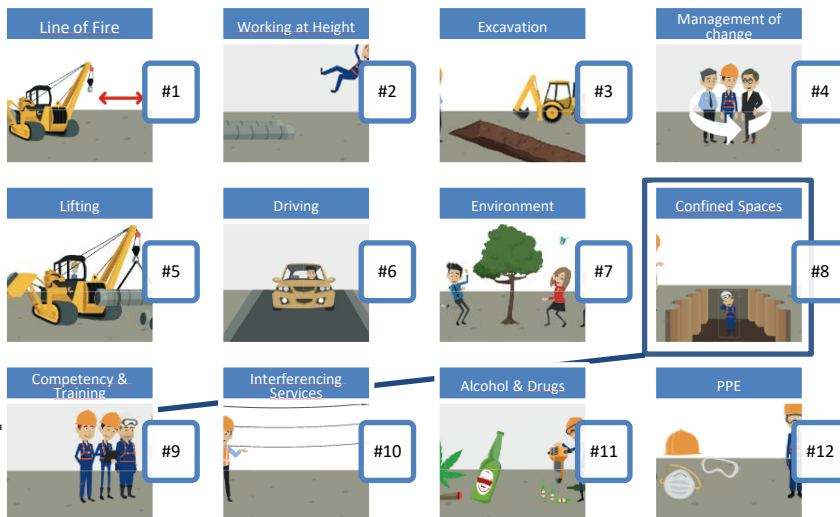 Line of Fire
Working at Height
Excavation
Management of
change
#1
#2
#3
#4
Lifting
Driving
Environment
Confined Spaces
#5
#6
#7
#8
Competency &
Training
Interferencing
Services
Alcohol & Drugs
PPE
#9
#10
#11
#12